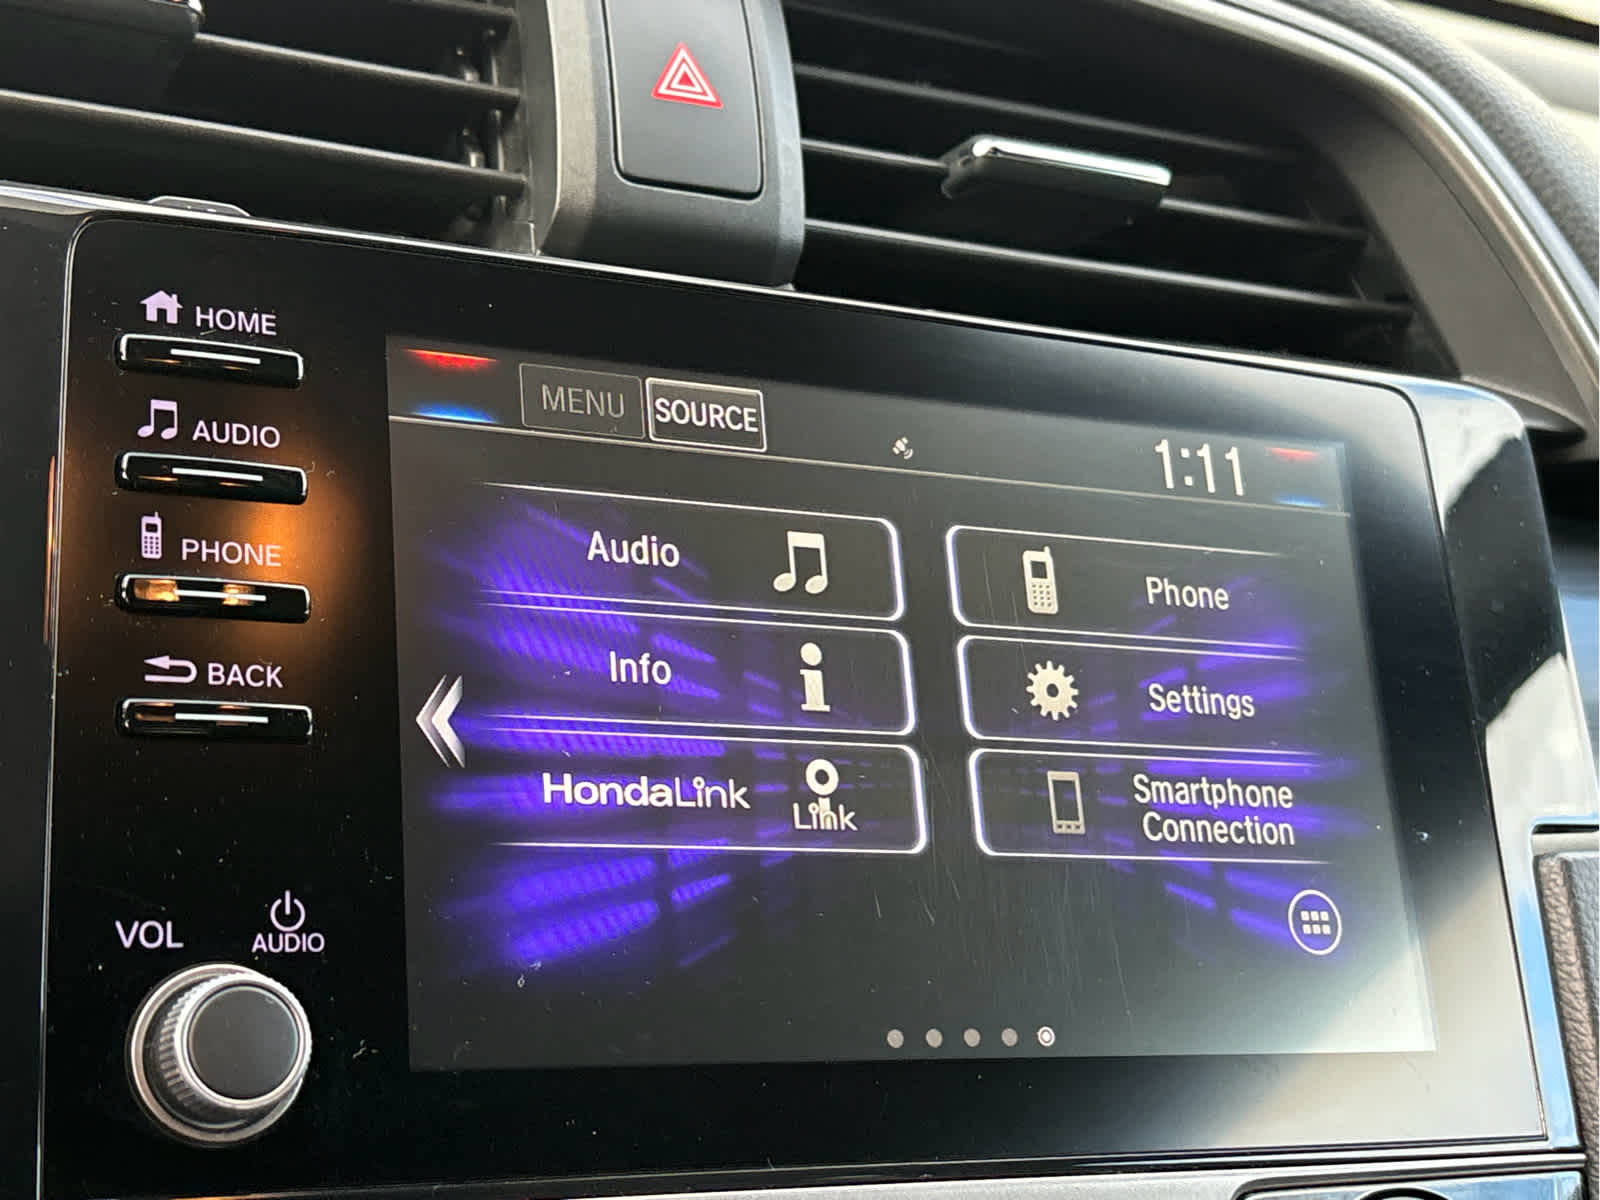 HOME
AUDIO
PHONE
BACK
VOL
AUDIO
MENU
SOURCE
1:11
Audio
Phone
Info
Settings
HondaLink
Link
Smartphone
Connection